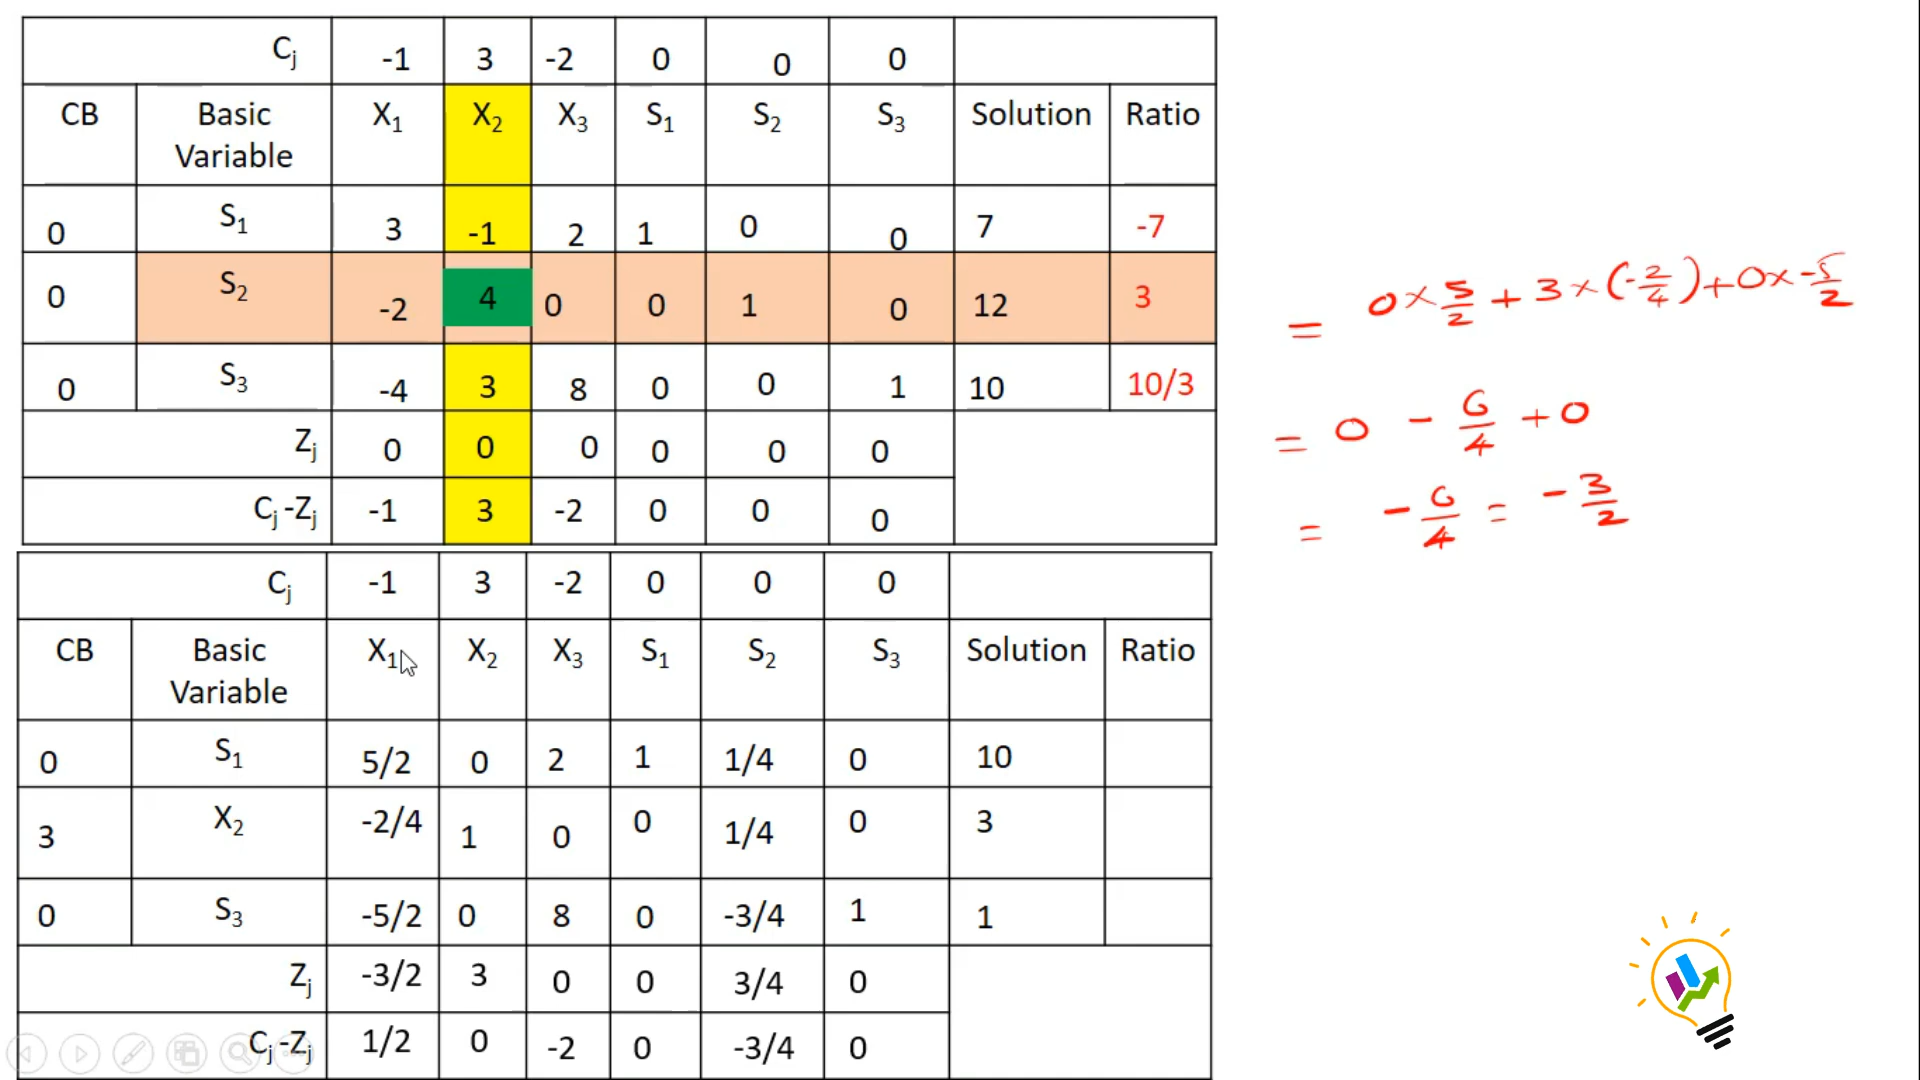 Cj -1 3 -2 0 0 0
CB Basic Variable X1 X2 X3 S1 S2 S3 Solution Ratio
0 S1 3 -1 2 1 0 0 7 -7
0 S2 -2 4 0 0 1 0 12 3
0 S3 -4 3 8 0 0 1 10 10/3
Zj 0 0 0 0 0 0
Cj -Zj -1 3 -2 0 0 0
Cj -1 3 -2 0 0 0
CB Basic Variable X1 X2 X3 S1 S2 S3 Solution Ratio
0 S1 5/2 0 2 1 1/4 0 10
3 X2 -2/4 1 0 0 1/4 0 3
0 S3 -5/2 0 8 0 -3/4 1 1
Zj -3/2 3 0 0 3/4 0
Cj -Zj 1/2 0 -2 0 -3/4 0
= 0 × 5/2 + 3 × (-2/4) + 0 × -5/2
= 0 - 6/4 + 0
= - 6/4 = - 3/2